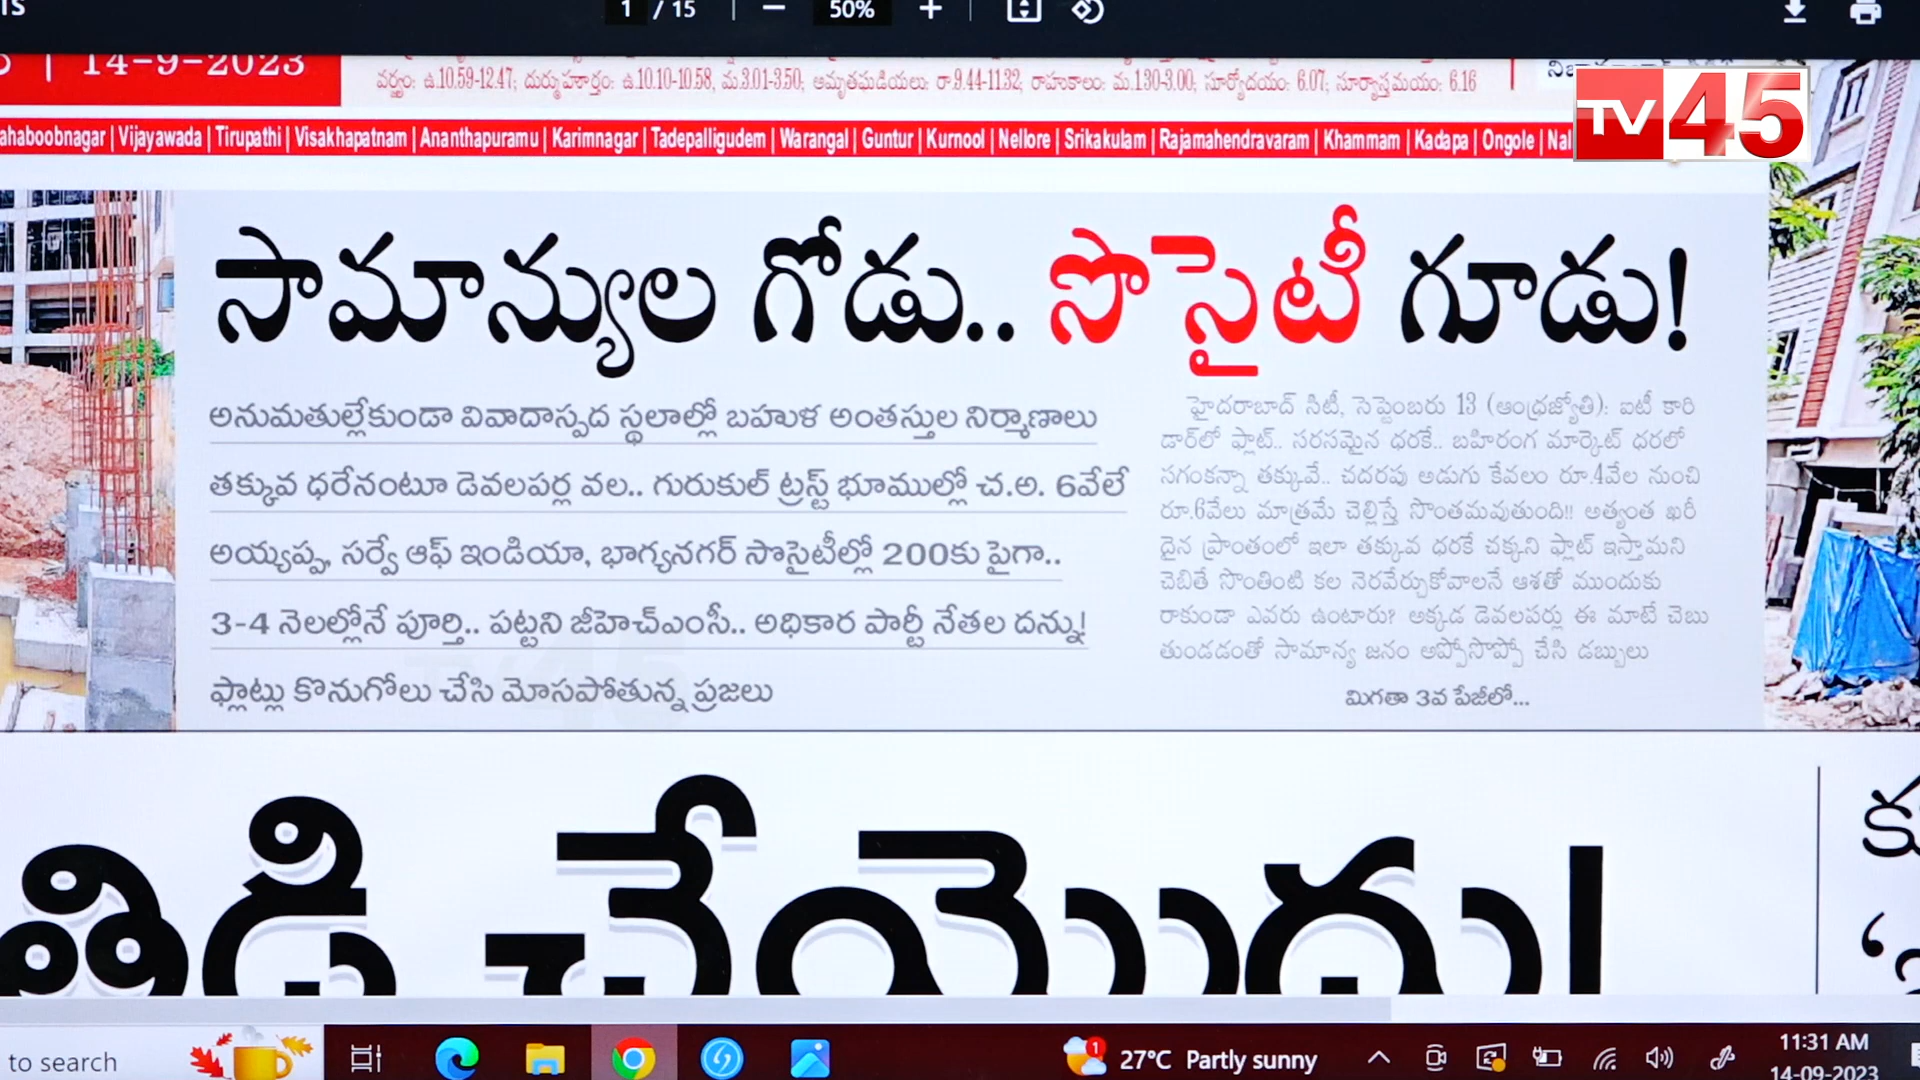 1 / 15
50%
14-9-2023
వర్జ్యం: ఉ.10.59-12.47; దుర్ముహూర్తం: ఉ.10.10-10.58, మ.3.01-3.50; అమృతఘడియలు: రా.9.44-11.32, రాహుకాలం: మ.1.30-3.00; సూర్యోదయం: 6.07; సూర్యాస్తమయం: 6.16
TV 45
ahaboobnagar | Vijayawada | Tirupathi | Visakhapatnam | Ananthapuramu | Karimnagar | Tadepalligudem | Warangal | Guntur | Kurnool | Nellore | Srikakulam | Rajamahendravaram | Khammam | Kadapa | Ongole | Nal
సామాన్యుల గోడు.. సొసైటీ గూడు!
అనుమతుల్లేకుండా వివాదాస్పద స్థలాల్లో బహుళ అంతస్తుల నిర్మాణాలు
తక్కువ ధరేనంటూ డెవలపర్ల వల.. గురుకుల్ ట్రస్ట్ భూముల్లో చ.అ. 6వేలే
అయ్యప్ప, సర్వే ఆఫ్ ఇండియా, భాగ్యనగర్ సొసైటీల్లో 200కు పైగా..
3-4 నెలల్లోనే పూర్తి.. పట్టని జీహెచ్ఎంసీ.. అధికార పార్టీ నేతల దన్ను!
ఫ్లాట్లు కొనుగోలు చేసి మోసపోతున్న ప్రజలు
హైదరాబాద్ సిటీ, సెప్టెంబరు 13 (ఆంధ్రజ్యోతి): ఐటీ కారి
డార్‌లో ఫ్లాట్.. సరసమైన ధరకే.. బహిరంగ మార్కెట్ ధరలో
సగంకన్నా తక్కువే.. చదరపు అడుగు కేవలం రూ.4వేల నుంచి
రూ.6వేలు మాత్రమే చెల్లిస్తే సొంతమవుతుంది!! అత్యంత ఖరీ
దైన ప్రాంతంలో ఇలా తక్కువ ధరకే చక్కని ఫ్లాట్ ఇస్తామని
చెబితే సొంతింటి కల నెరవేర్చుకోవాలనే ఆశతో ముందుకు
రాకుండా ఎవరు ఉంటారు? అక్కడ డెవలపర్లు ఈ మాటే చెబు
తుండడంతో సామాన్య జనం అప్పోసొప్పో చేసి డబ్బులు
మిగతా 3వ పేజీలో...
తిడి చేయొద్దు!
to search
1
27°C Partly sunny
11:31 AM
14-09-2023